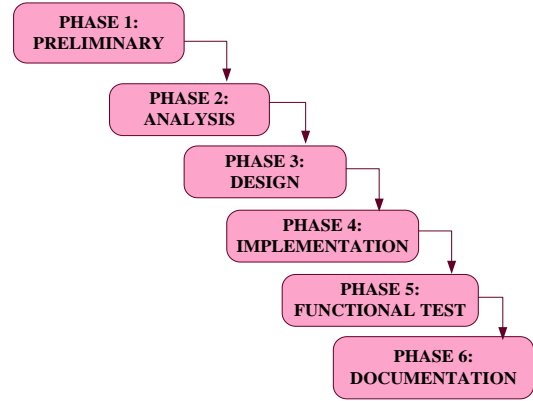 PHASE 1:
PRELIMINARY
PHASE 2:
ANALYSIS
PHASE 3:
DESIGN
PHASE 4:
IMPLEMENTATION
PHASE 5:
FUNCTIONAL TEST
PHASE 6:
DOCUMENTATION